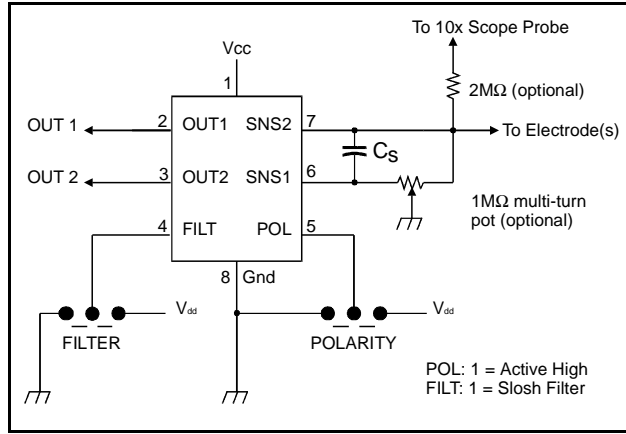 To 10x Scope Probe
Vcc
1
2MΩ (optional)
OUT 1
2
OUT1
SNS2
7
To Electrode(s)
CS
OUT 2
3
OUT2
SNS1
6
1MΩ multi-turn
pot (optional)
4
FILT
POL
5
8
Gnd
Vdd
Vdd
FILTER
POLARITY
POL: 1 = Active High
FILT: 1 = Slosh Filter